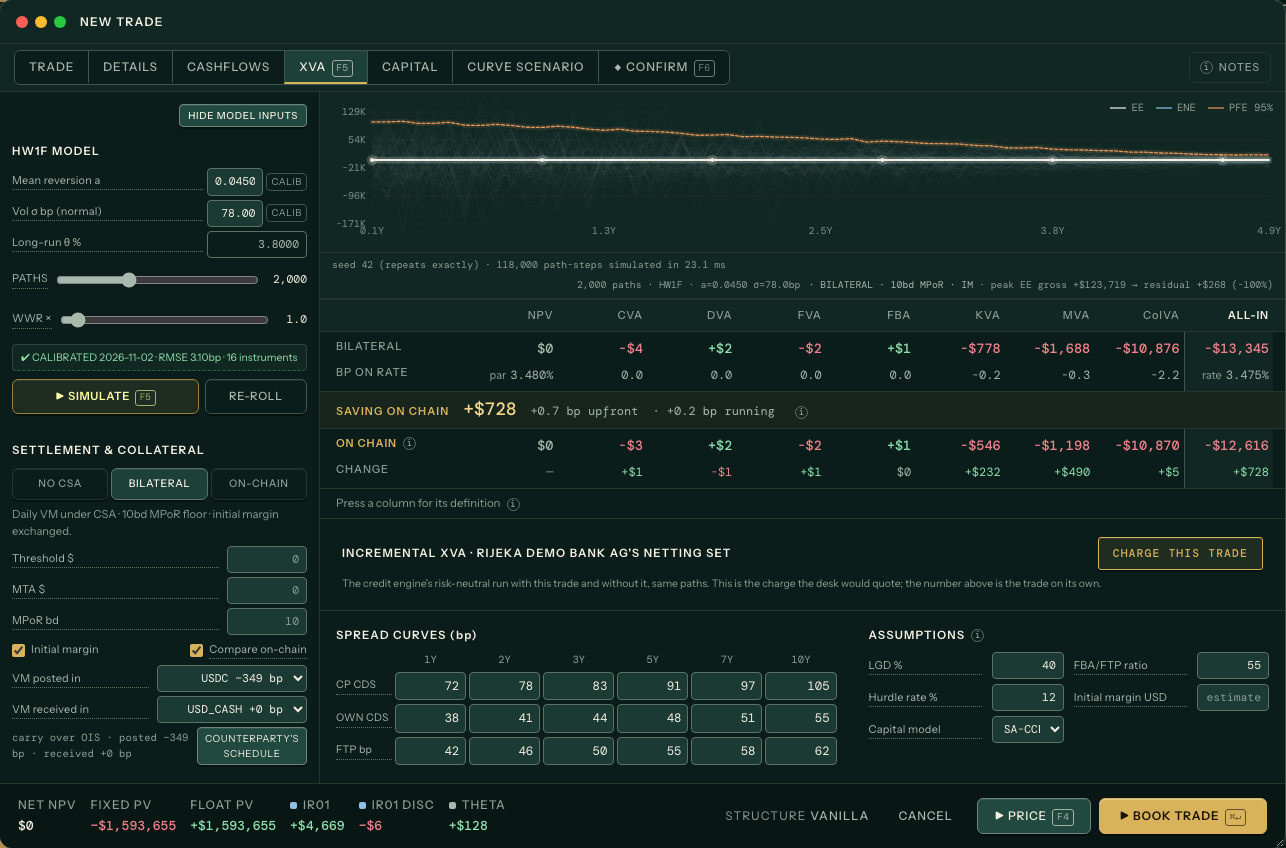 NEW TRADE
TRADE
DETAILS
CASHFLOWS
XVA F5
CAPITAL
CURVE SCENARIO
◆ CONFIRM F6
ⓘ NOTES
HIDE MODEL INPUTS
HW1F MODEL
Mean reversion a 0.0450 CALIB
Vol σ bp (normal) 78.00 CALIB
Long-run θ % 3.8000
PATHS 2,000
WWR × 1.0
✔ CALIBRATED 2026-11-02 · RMSE 3.10bp · 16 instruments
▶ SIMULATE F5
RE-ROLL
SETTLEMENT & COLLATERAL
NO CSA
BILATERAL
ON-CHAIN
Daily VM under CSA · 10bd MPoR floor · initial margin
exchanged.
Threshold $ 0
MTA $ 0
MPoR bd 10
Initial margin
Compare on-chain
VM posted in USDC −349 bp
VM received in USD_CASH +0 bp
carry over OIS · posted −349
bp · received +0 bp
COUNTERPARTY'S
SCHEDULE
EE ENE PFE 95%
129K
54K
-21K
-96K
-171K
0.1Y 1.3Y 2.5Y 3.8Y 4.9Y
seed 42 (repeats exactly) · 118,000 path-steps simulated in 23.1 ms
2,000 paths · HW1F · a=0.0450 σ=78.0bp · BILATERAL · 10bd MPoR · IM · peak EE gross +$123,719 → residual +$268 (-100%)
NPV CVA DVA FVA FBA KVA MVA ColVA ALL-IN
BILATERAL $0 -$4 +$2 -$2 +$1 -$778 -$1,688 -$10,876 -$13,345
BP ON RATE par 3.480% 0.0 0.0 0.0 0.0 -0.2 -0.3 -2.2 rate 3.475%
SAVING ON CHAIN +$728 +0.7 bp upfront · +0.2 bp running ⓘ
ON CHAIN ⓘ $0 -$3 +$2 -$2 +$1 -$546 -$1,198 -$10,870 -$12,616
CHANGE — +$1 -$1 +$1 $0 +$232 +$490 +$5 +$728
Press a column for its definition ⓘ
INCREMENTAL XVA · RIJEKA DEMO BANK AG'S NETTING SET
CHARGE THIS TRADE
The credit engine's risk-neutral run with this trade and without it, same paths. This is the charge the desk would quote; the number above is the trade on its own.
SPREAD CURVES (bp)
1Y 2Y 3Y 5Y 7Y 10Y
CP CDS 72 78 83 91 97 105
OWN CDS 38 41 44 48 51 55
FTP bp 42 46 50 55 58 62
ASSUMPTIONS ⓘ
LGD % 40 FBA/FTP ratio 55
Hurdle rate % 12 Initial margin USD estimate
Capital model SA-CCR
NET NPV FIXED PV FLOAT PV IR01 IR01 DISC THETA
$0 −$1,593,655 +$1,593,655 +$4,669 −$6 +$128
STRUCTURE VANILLA
CANCEL
▶ PRICE F4
▶ BOOK TRADE ⌘↵